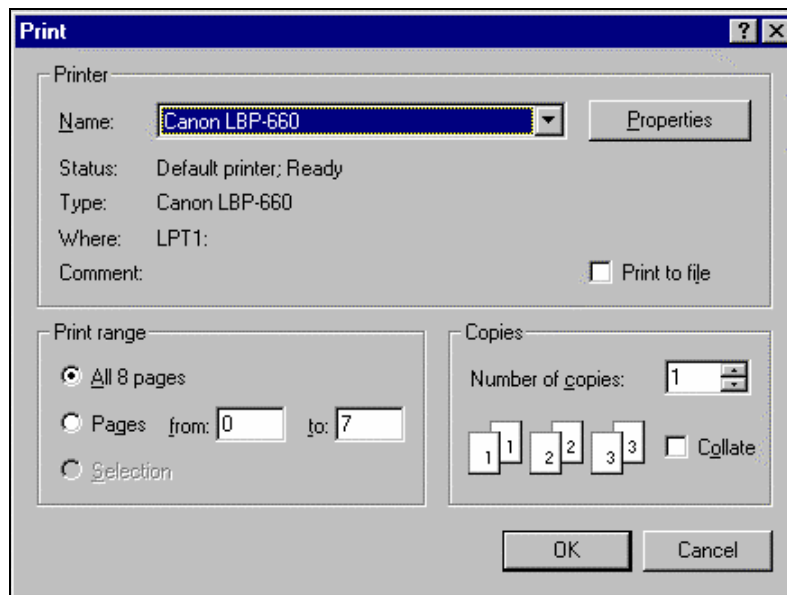 Print
Printer
Name: Canon LBP-660 Properties
Status: Default printer; Ready
Type: Canon LBP-660
Where: LPT1:
Comment: Print to file
Print range
All 8 pages
Pages from: 0 to: 7
Selection
Copies
Number of copies: 1
1 1 2 2 3 3 Collate
OK Cancel